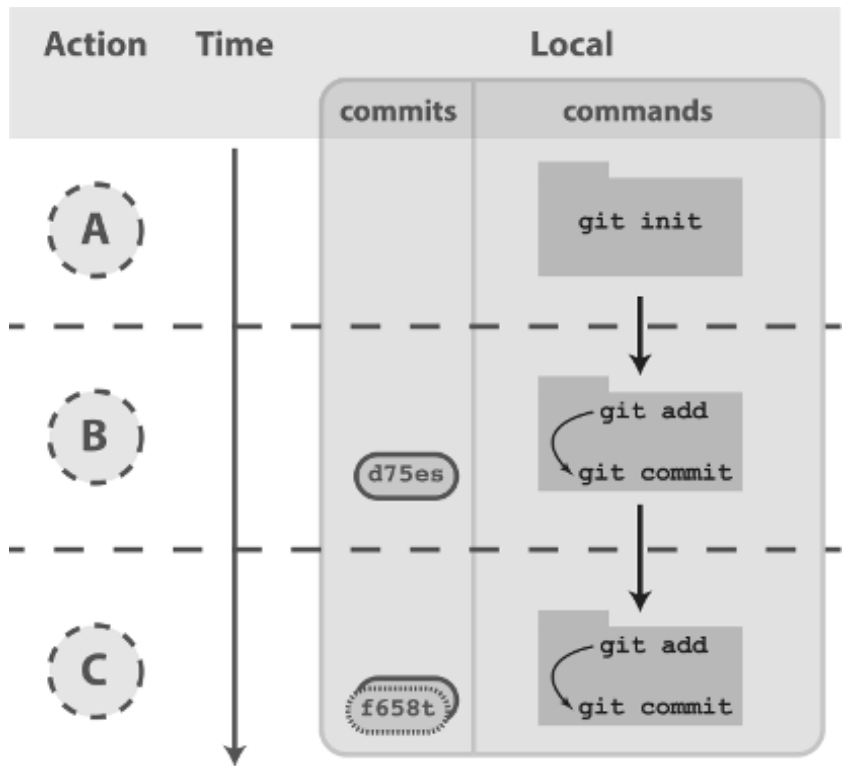 Action Time Local
commits commands
A
git init
B
git add
d75es
git commit
C
git add
f658t
git commit